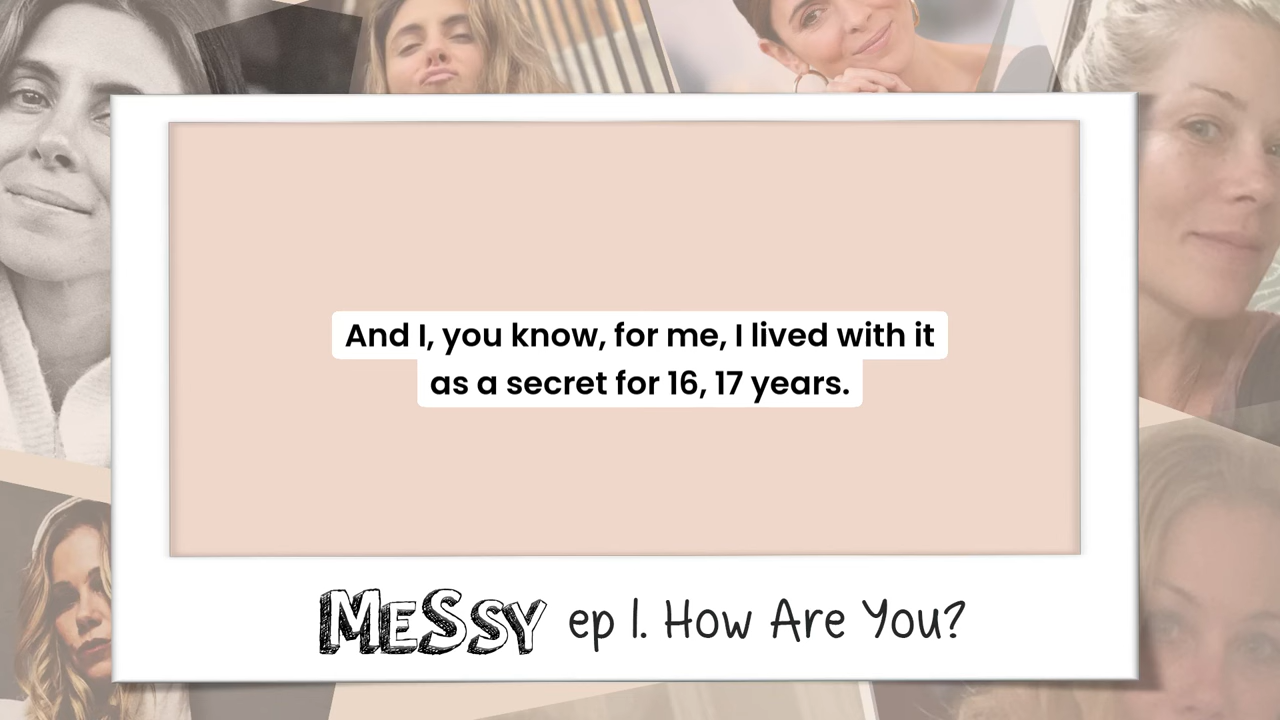 And I, you know, for me, I lived with it
as a secret for 16, 17 years.
MeSSY ep 1. How Are You?